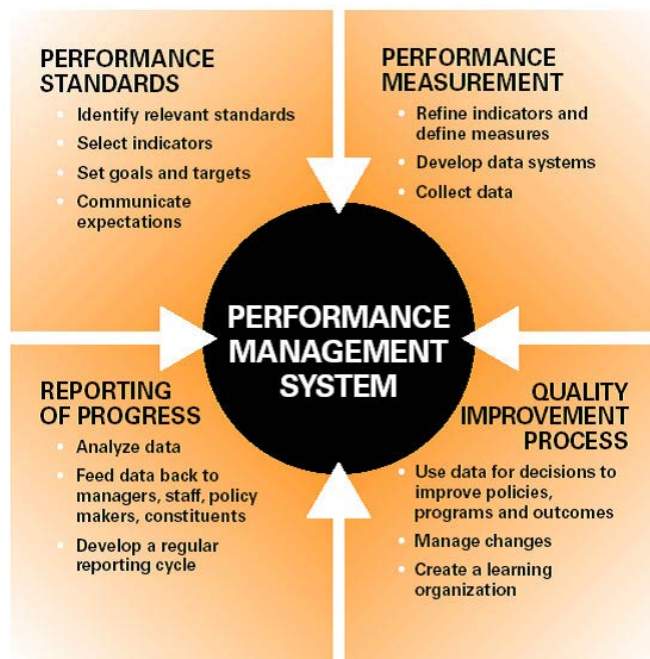 PERFORMANCE
STANDARDS
• Identify relevant standards
• Select indicators
• Set goals and targets
• Communicate
expectations
PERFORMANCE
MEASUREMENT
• Refine indicators and
define measures
• Develop data systems
• Collect data
PERFORMANCE
MANAGEMENT
SYSTEM
REPORTING
OF PROGRESS
• Analyze data
• Feed data back to
managers, staff, policy
makers, constituents
• Develop a regular
reporting cycle
QUALITY
IMPROVEMENT
PROCESS
• Use data for decisions to
improve policies,
programs and outcomes
• Manage changes
• Create a learning
organization